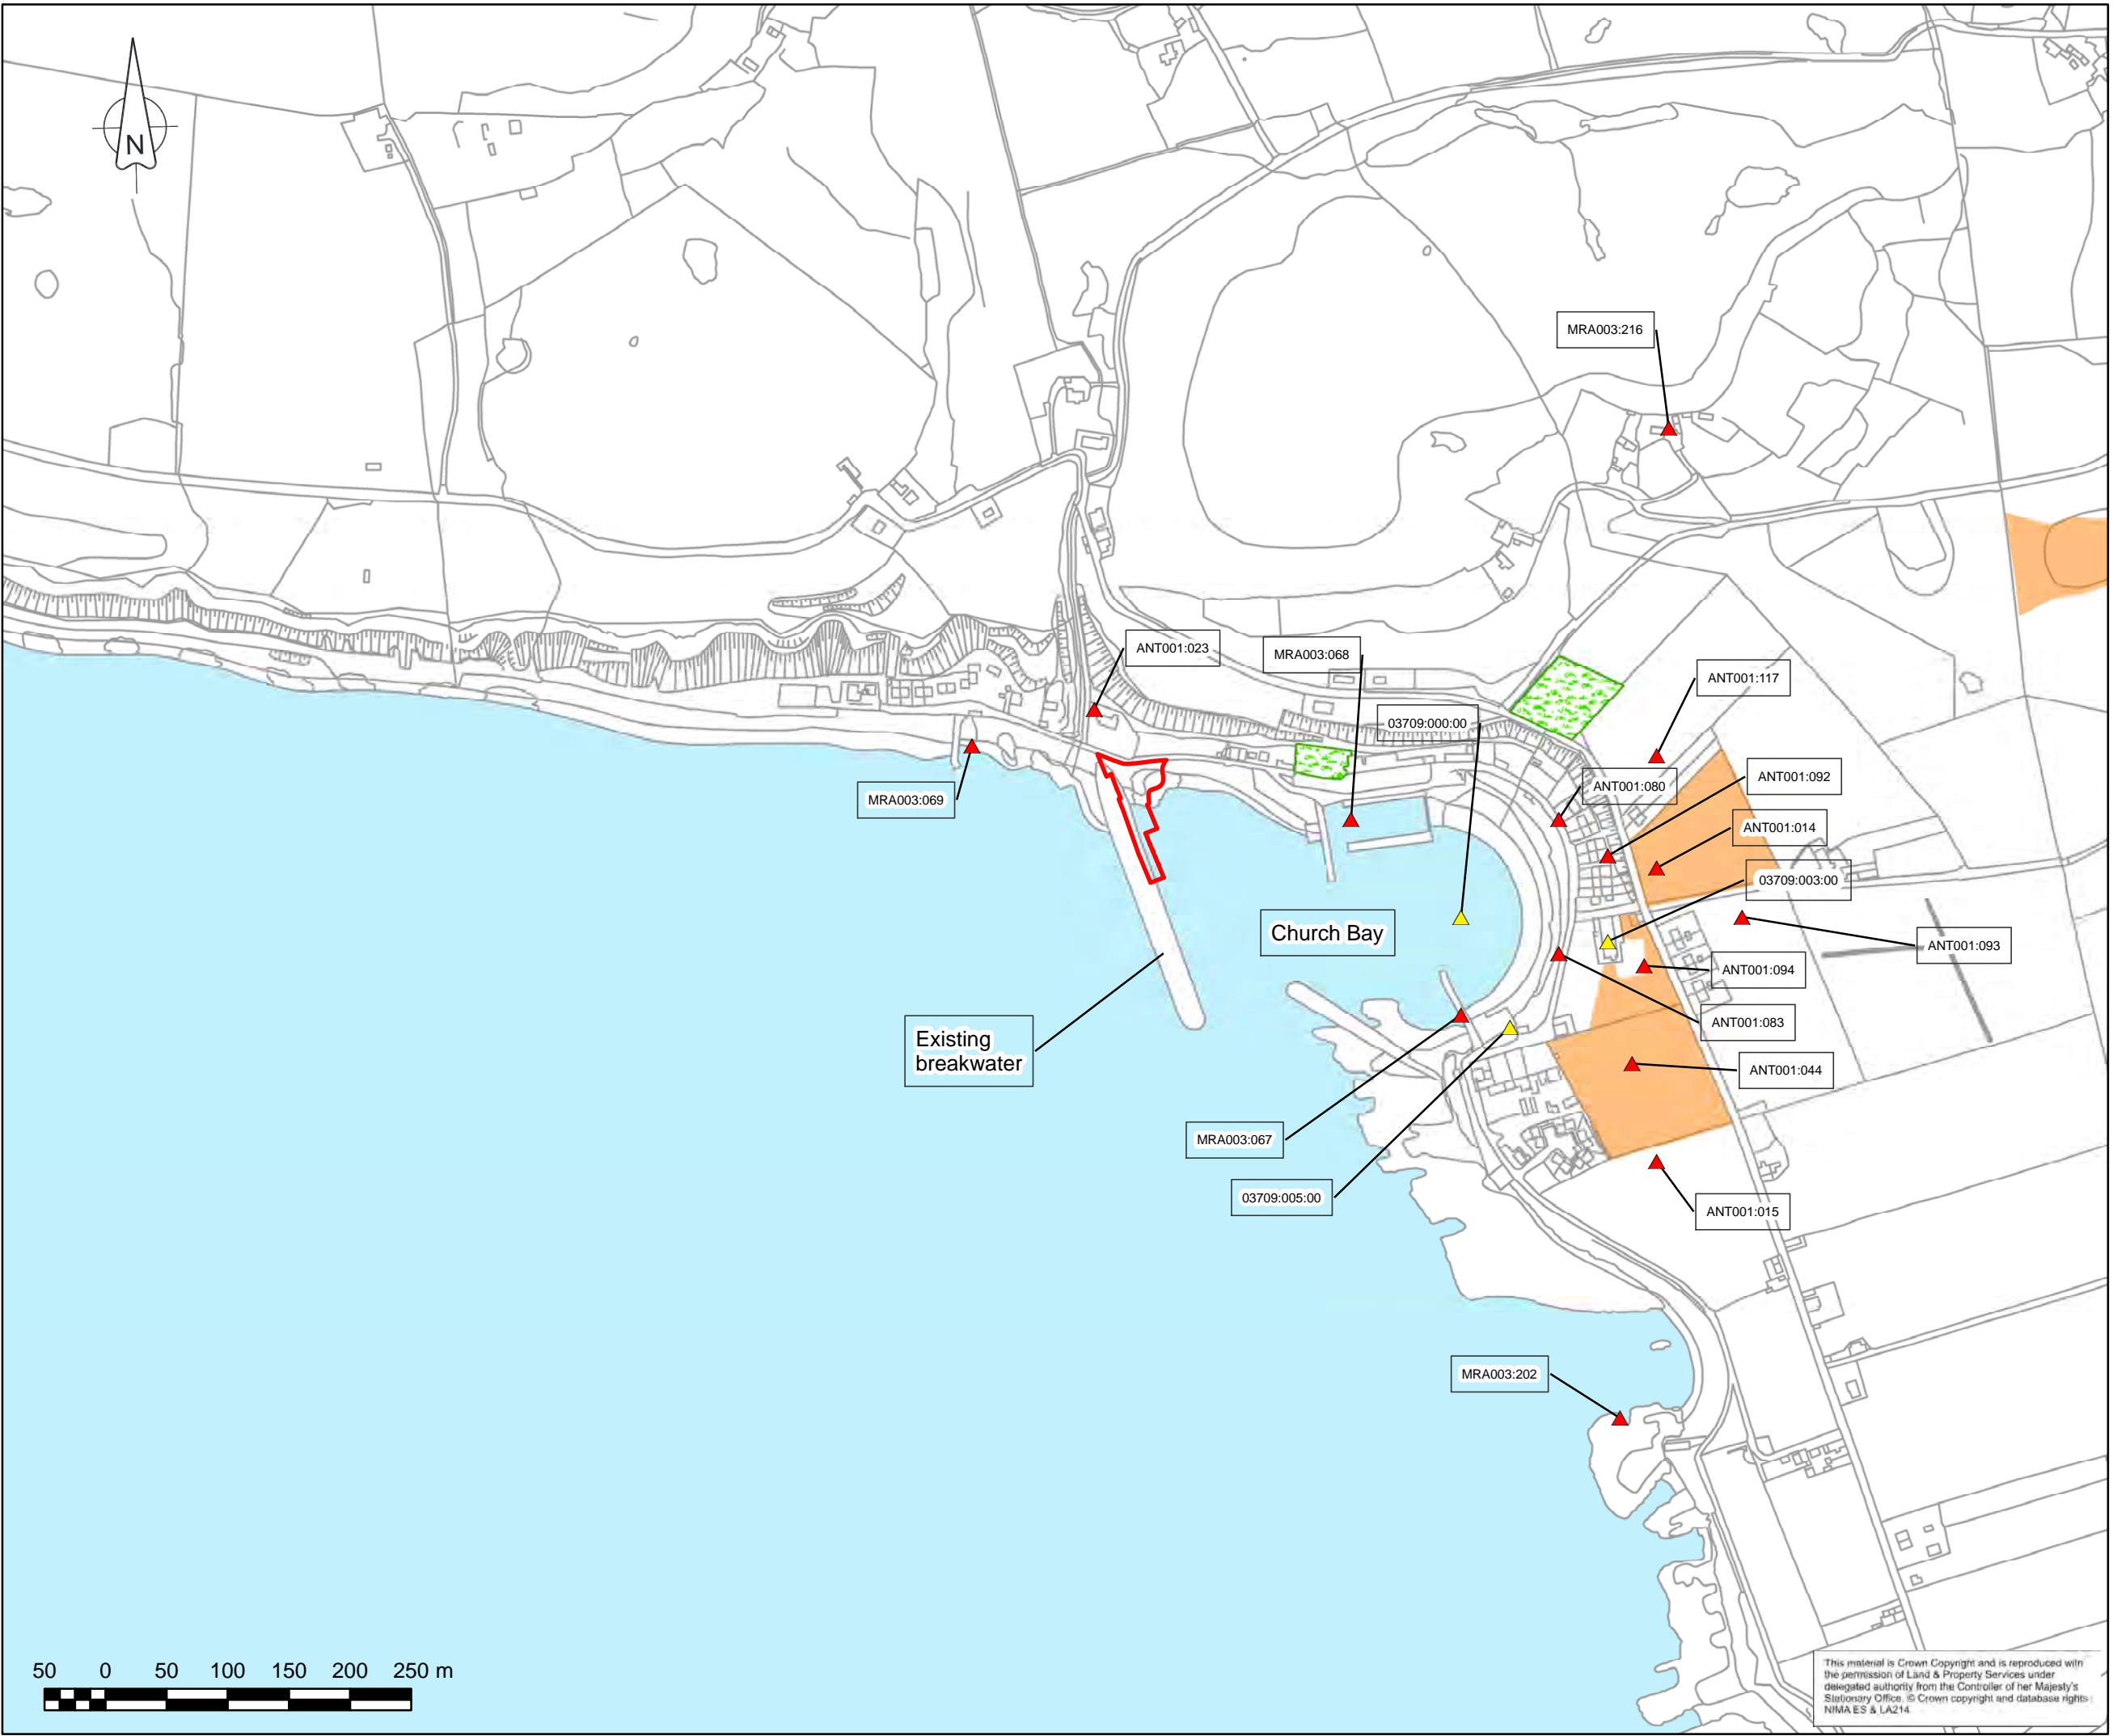 N
MRA003:216
ANT001:023
MRA003:068
ANT001:117
03709:000:00
ANT001:092
ANT001:080
MRA003:069
ANT001:014
03709:003:00
Church Bay
ANT001:093
ANT001:094
ANT001:083
Existing
breakwater
ANT001:044
MRA003:067
03709:005:00
ANT001:015
MRA003:202
50 0 50 100 150 200 250 m
This material is Crown Copyright and is reproduced with
the permission of Land & Property Services under
delegated authority from the Controller of her Majesty's
Stationary Office. © Crown copyright and database rights
NIMA ES & LA214